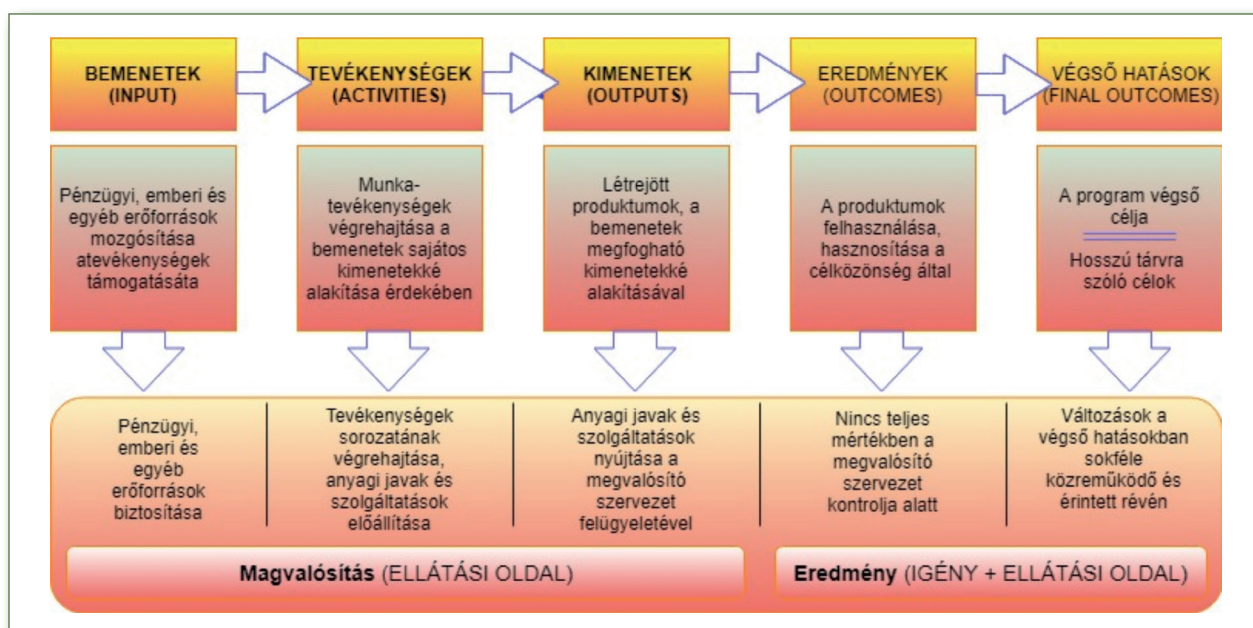 BEMENETEK
(INPUT)
TEVÉKENYSÉGEK
(ACTIVITIES)
KIMENETEK
(OUTPUTS)
EREDMÉNYEK
(OUTCOMES)
VÉGSŐ HATÁSOK
(FINAL OUTCOMES)
Pénzügyi, emberi és
egyéb erőforrások
mozgósítása
atevékenységek
támogatásáta
Munka-
tevékenységek
végrehajtása a
bemenetek sajátos
kimenetekké
alakítása érdekében
Létrejött
produktumok, a
bemenetek
megfogható
kimenetekké
alakításával
A produktumok
felhasználása,
hasznosítása a
célközönség által
A program végső
célja
Hosszú tárvra
szóló célok
Pénzügyi,
emberi és
egyéb
erőforrások
biztosítása
Tevékenységek
sorozatának
végrehajtása,
anyagi javak és
szolgáltatások
előállítása
Anyagi javak és
szolgáltatások
nyújtása a
megvalósító
szervezet
felügyeletével
Nincs teljes
mértékben a
megvalósító
szervezet
kontrolja alatt
Változások a
végső hatásokban
sokféle
közreműködő és
érintett révén
Magvalósítás (ELLÁTÁSI OLDAL)
Eredmény (IGÉNY + ELLÁTÁSI OLDAL)